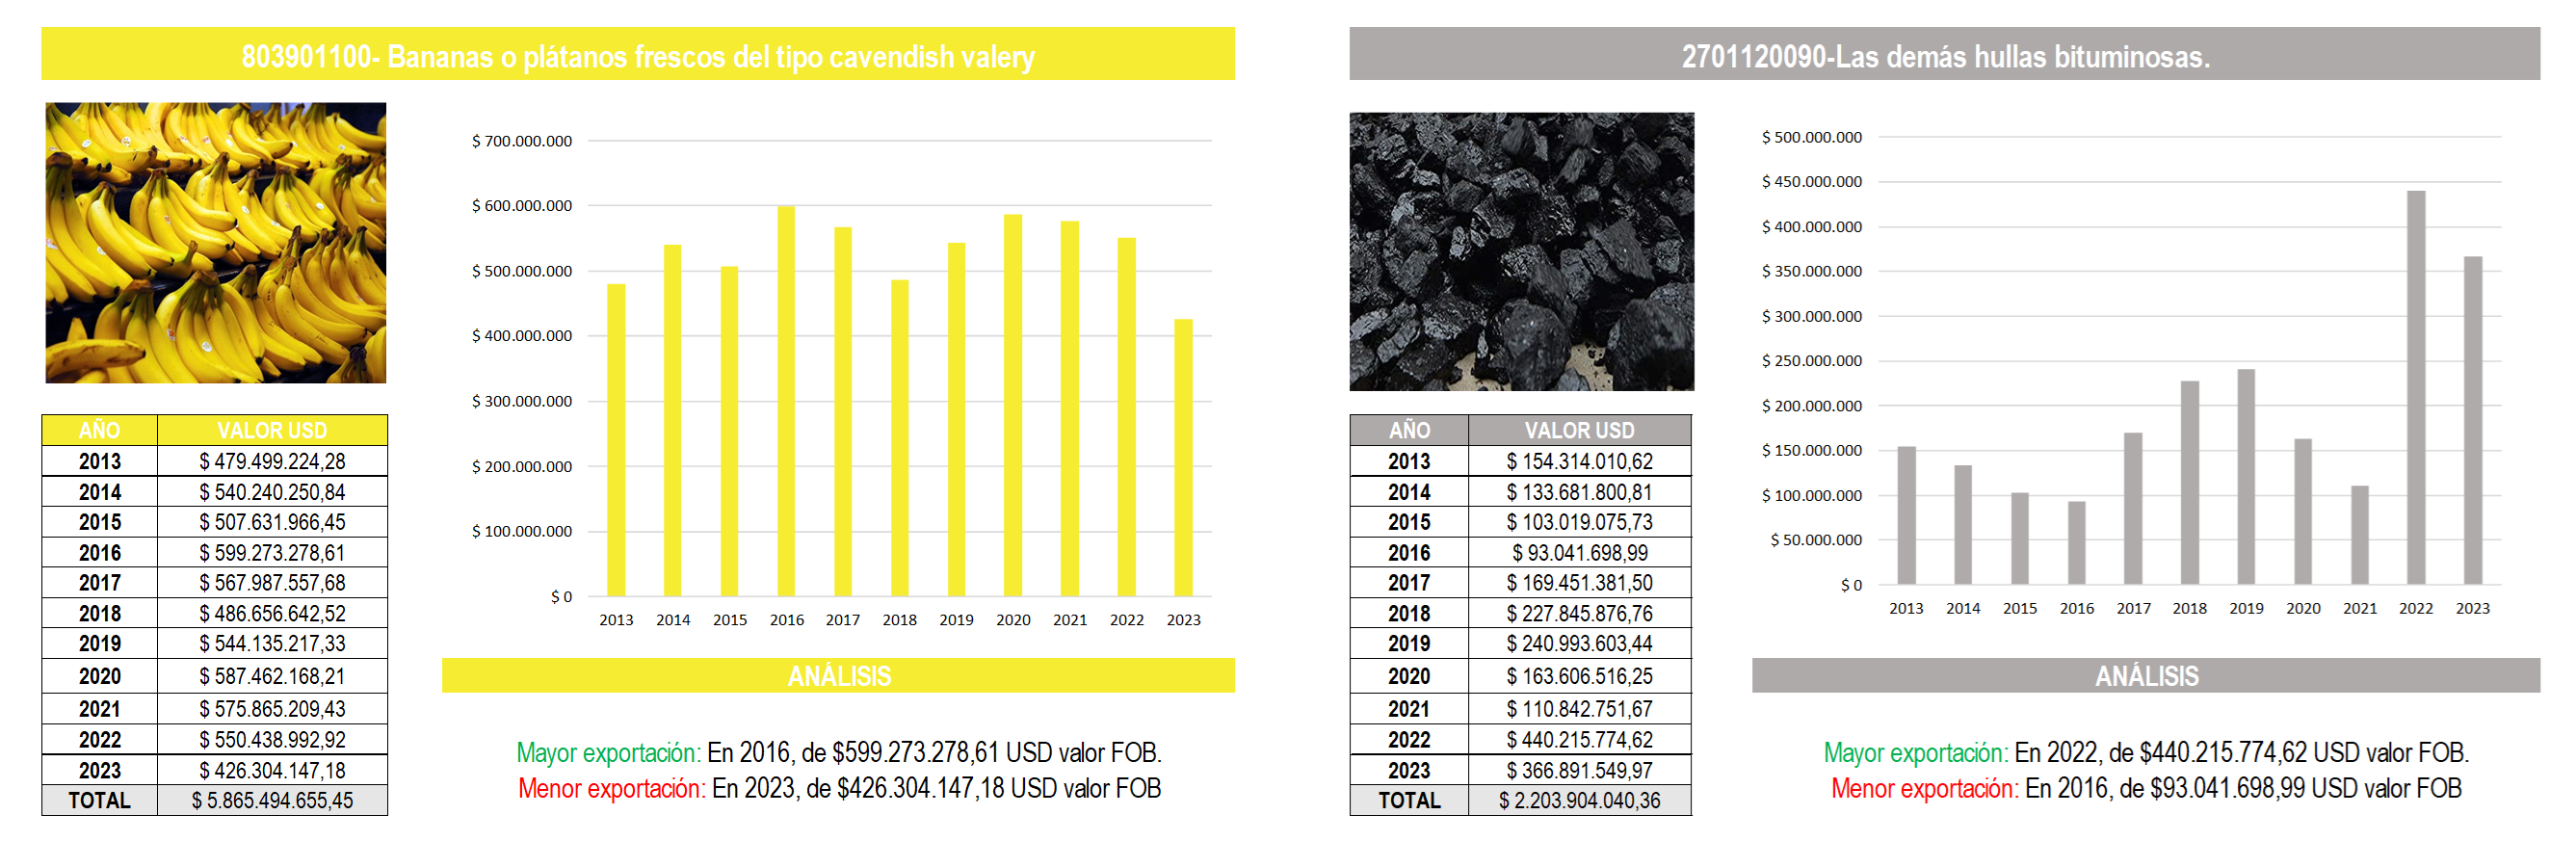 803901100- Bananas o plátanos frescos del tipo cavendish valery
$ 700.000.000
$ 600.000.000
$ 500.000.000
$ 400.000.000
$ 300.000.000
$ 200.000.000
$ 100.000.000
$ 0
2013 2014 2015 2016 2017 2018 2019 2020 2021 2022 2023
AÑO VALOR USD
2013 $ 479.499.224,28
2014 $ 540.240.250,84
2015 $ 507.631.966,45
2016 $ 599.273.278,61
2017 $ 567.987.557,68
2018 $ 486.656.642,52
2019 $ 544.135.217,33
2020 $ 587.462.168,21
2021 $ 575.865.209,43
2022 $ 550.438.992,92
2023 $ 426.304.147,18
TOTAL $ 5.865.494.655,45
ANÁLISIS
Mayor exportación: En 2016, de $599.273.278,61 USD valor FOB.
Menor exportación: En 2023, de $426.304.147,18 USD valor FOB
2701120090-Las demás hullas bituminosas.
$ 500.000.000
$ 450.000.000
$ 400.000.000
$ 350.000.000
$ 300.000.000
$ 250.000.000
$ 200.000.000
$ 150.000.000
$ 100.000.000
$ 50.000.000
$ 0
2013 2014 2015 2016 2017 2018 2019 2020 2021 2022 2023
AÑO VALOR USD
2013 $ 154.314.010,62
2014 $ 133.681.800,81
2015 $ 103.019.075,73
2016 $ 93.041.698,99
2017 $ 169.451.381,50
2018 $ 227.845.876,76
2019 $ 240.993.603,44
2020 $ 163.606.516,25
2021 $ 110.842.751,67
2022 $ 440.215.774,62
2023 $ 366.891.549,97
TOTAL $ 2.203.904.040,36
ANÁLISIS
Mayor exportación: En 2022, de $440.215.774,62 USD valor FOB.
Menor exportación: En 2016, de $93.041.698,99 USD valor FOB